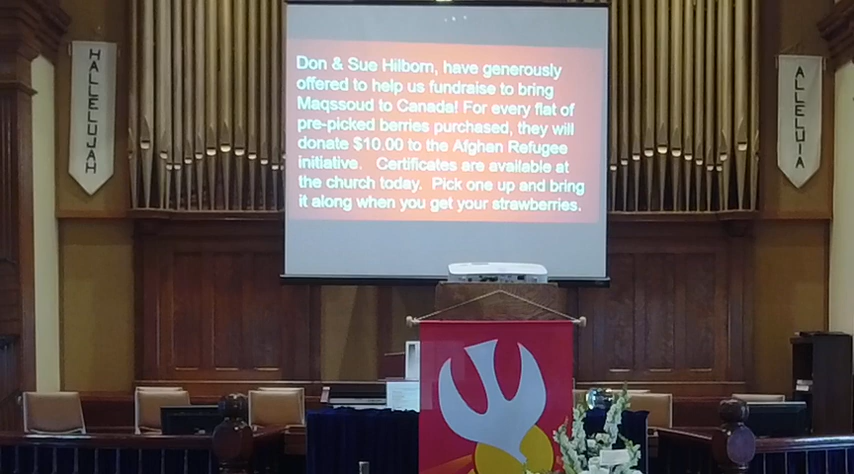 HALLELUJAH
Don & Sue Hilborn, have generously
offered to help us fundraise to bring
Maqssoud to Canada! For every flat of
pre-picked berries purchased, they will
donate $10.00 to the Afghan Refugee
initiative. Certificates are available at
the church today. Pick one up and bring
it along when you get your strawberries.
ALLELUIA